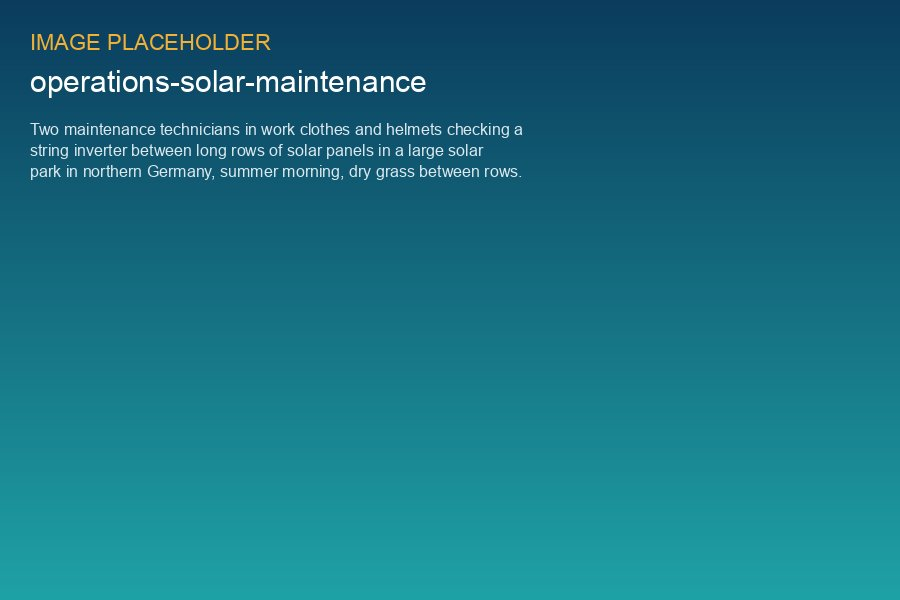 IMAGE PLACEHOLDER
operations-solar-maintenance
Two maintenance technicians in work clothes and helmets checking a
string inverter between long rows of solar panels in a large solar
park in northern Germany, summer morning, dry grass between rows.